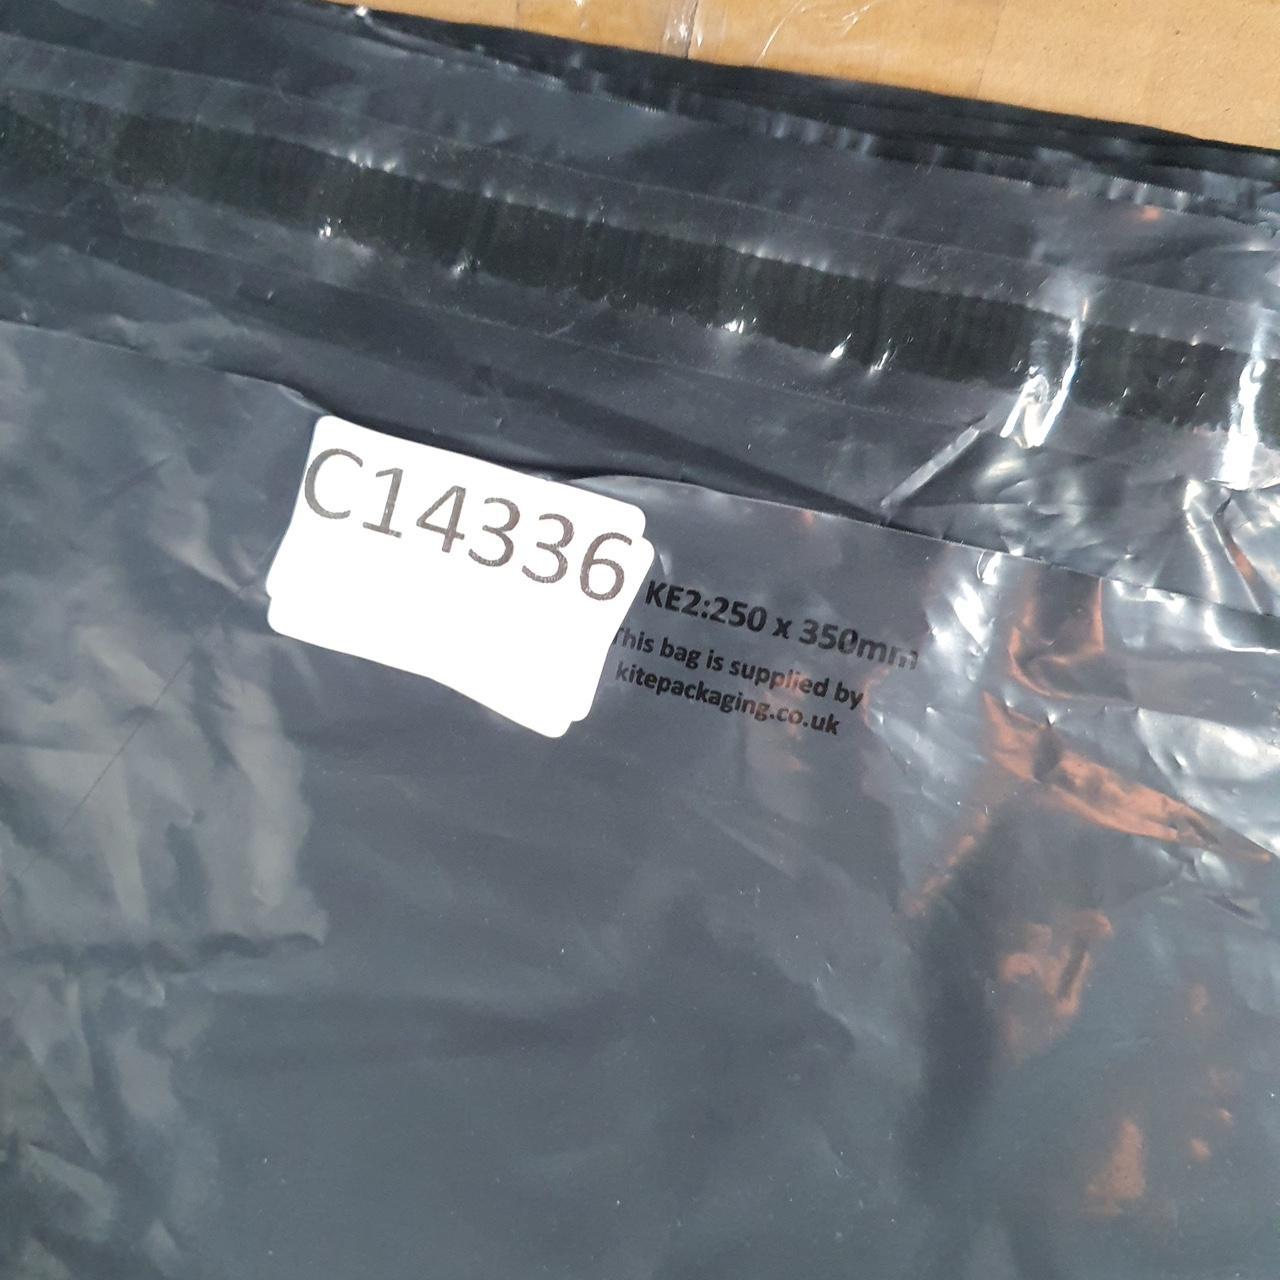 C14336
KE2:250 x 350mm
This bag is supplied by
kitepackaging.co.uk